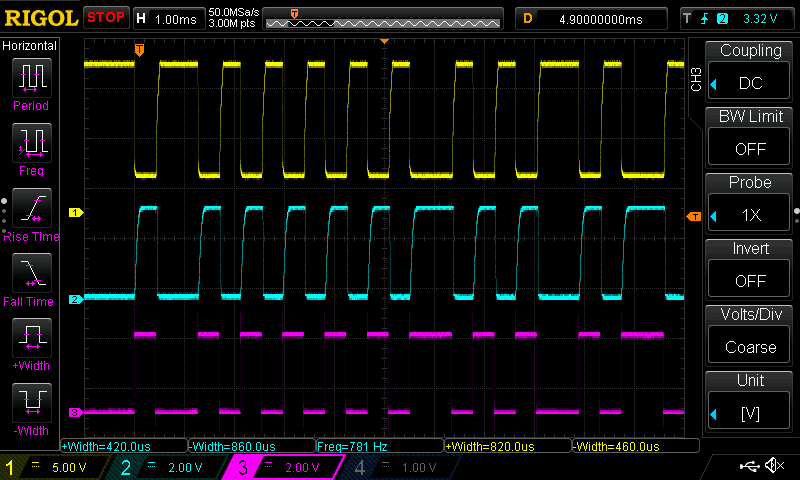 RIGOL STOP H 1.00ms 50.0MSa/s 3.00M pts T D 4.90000000ms T 2 3.32 V
Horizontal
Period
Freq
Rise Time
Fall Time
+Width
-Width
T
1
2
3
T
CH3
Coupling
DC
BW Limit
OFF
Probe
1X
Invert
OFF
Volts/Div
Coarse
Unit
[V]
+Width=420.0us -Width=860.0us Freq=781 Hz +Width=820.0us -Width=460.0us
1 5.00 V 2 2.00 V 3 2.00 V 4 1.00 V